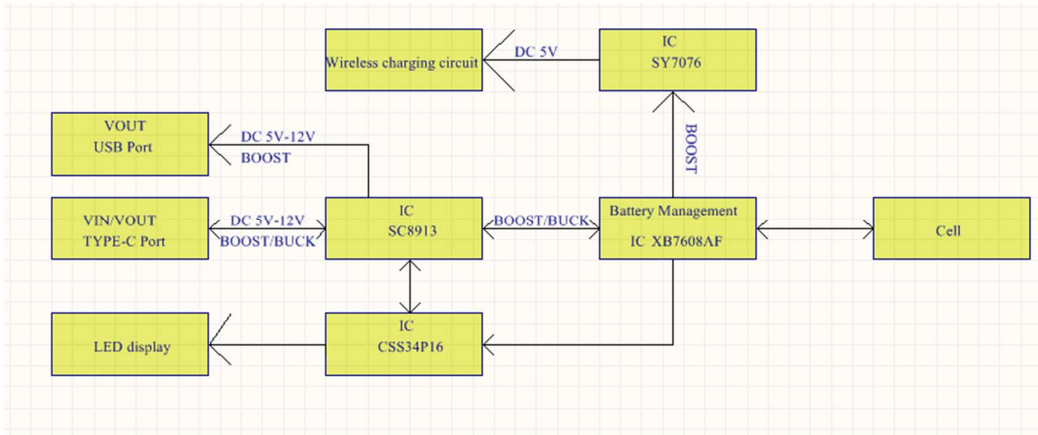 Wireless charging circuit
DC 5V
IC
SY7076
BOOST
VOUT
USB Port
DC 5V-12V
BOOST
VIN/VOUT
TYPE-C Port
DC 5V-12V
BOOST/BUCK
IC
SC8913
BOOST/BUCK
Battery Management
IC XB7608AF
Cell
LED display
IC
CSS34P16